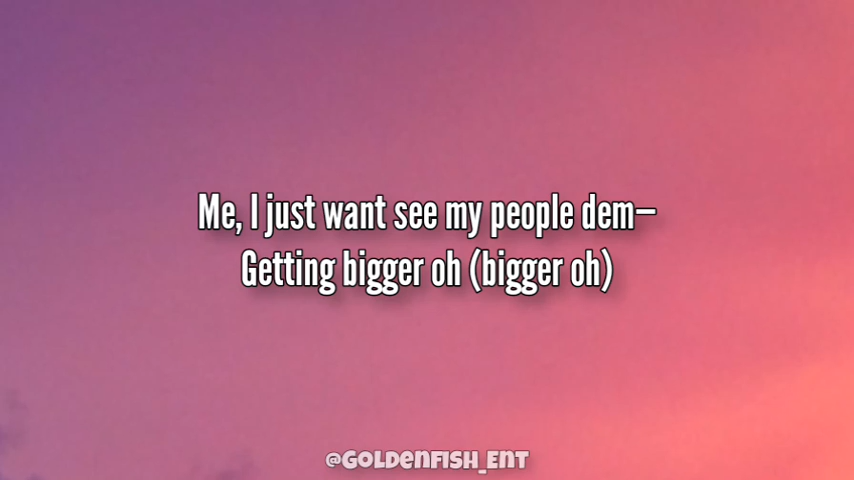 Me, I just want see my people dem—
Getting bigger oh (bigger oh)
@GOLDENFISH_ENT